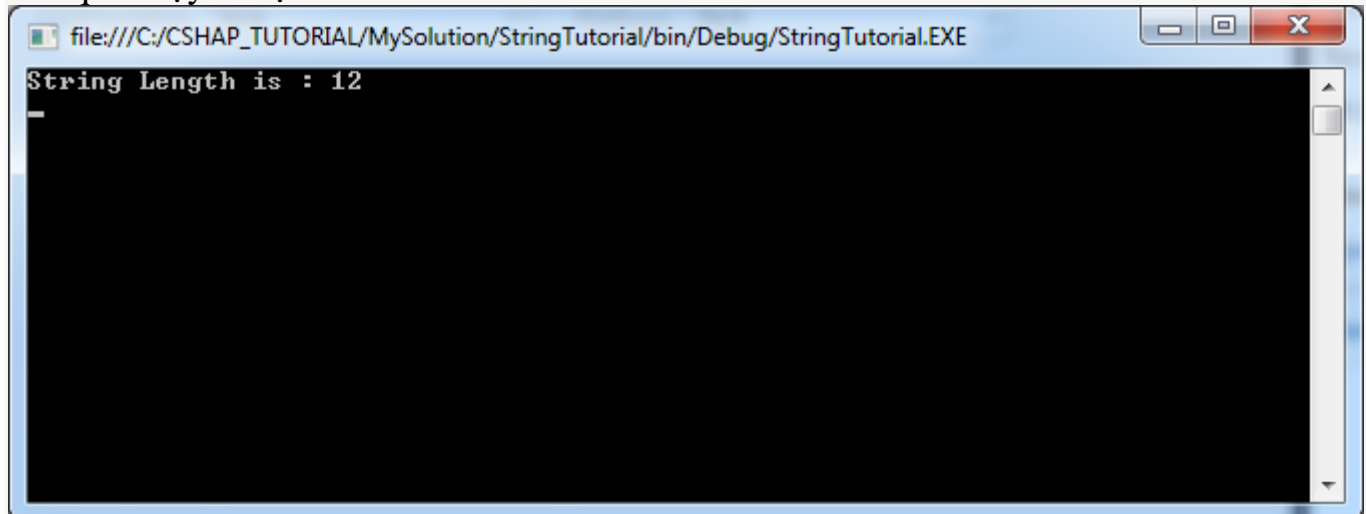 file:///C:/CSHAP_TUTORIAL/MySolution/StringTutorial/bin/Debug/StringTutorial.EXE
String Length is : 12